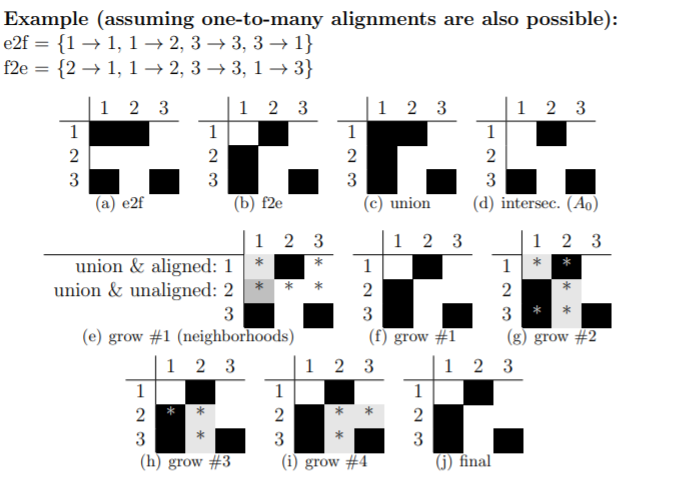 Example (assuming one-to-many alignments are also possible):
e2f = {1 → 1, 1 → 2, 3 → 3, 3 → 1}
f2e = {2 → 1, 1 → 2, 3 → 3, 1 → 3}
1 2 3 1 2 3 1 2 3 1 2 3
1 1 1 1
2 2 2 2
3 3 3 3
(a) e2f (b) f2e (c) union (d) intersec. (A₀)
1 2 3 1 2 3 1 2 3
union & aligned: 1 * * 1 1 * *
union & unaligned: 2 * * * 2 2 *
3 3 3 * *
(e) grow #1 (neighborhoods) (f) grow #1 (g) grow #2
1 2 3 1 2 3 1 2 3
1 1 1
2 * * 2 * * 2
3 * 3 * 3
(h) grow #3 (i) grow #4 (j) final